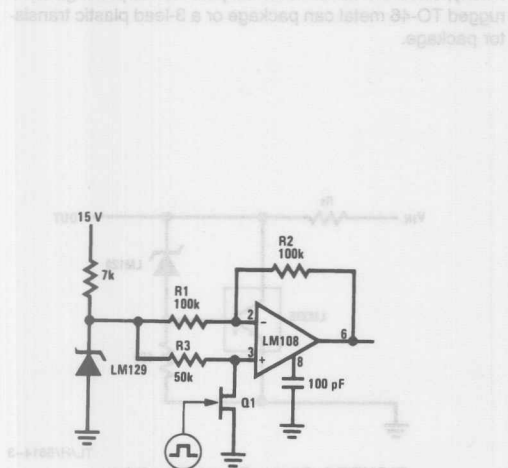 rugged TO-46 metal can package or a 3-lead plastic transis-
tor package.
15 V
7k
R1
100k
R2
100k
2
6
LM108
3
8
R3
50k
LM129
100 pF
Q1